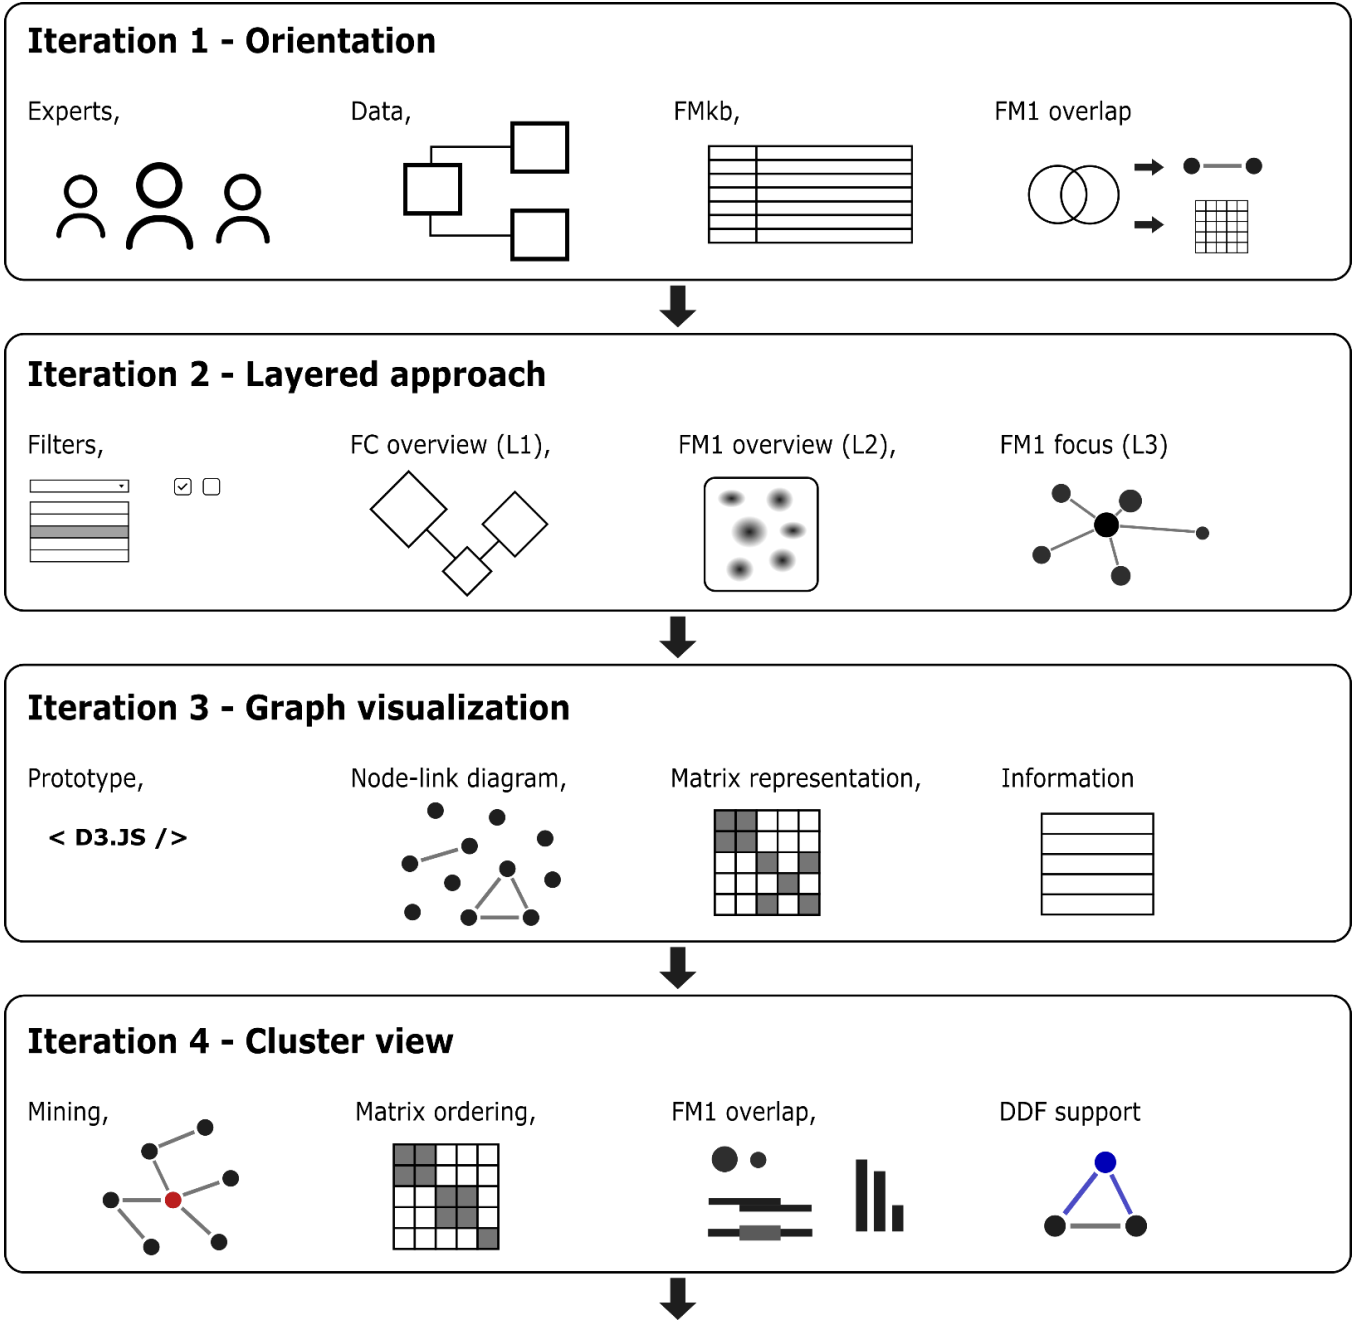 Iteration 1 - Orientation
Experts,
Data,
FMkb,
FM1 overlap
Iteration 2 - Layered approach
Filters,
FC overview (L1),
FM1 overview (L2),
FM1 focus (L3)
Iteration 3 - Graph visualization
Prototype,
Node-link diagram,
Matrix representation,
Information
< D3.JS />
Iteration 4 - Cluster view
Mining,
Matrix ordering,
FM1 overlap,
DDF support